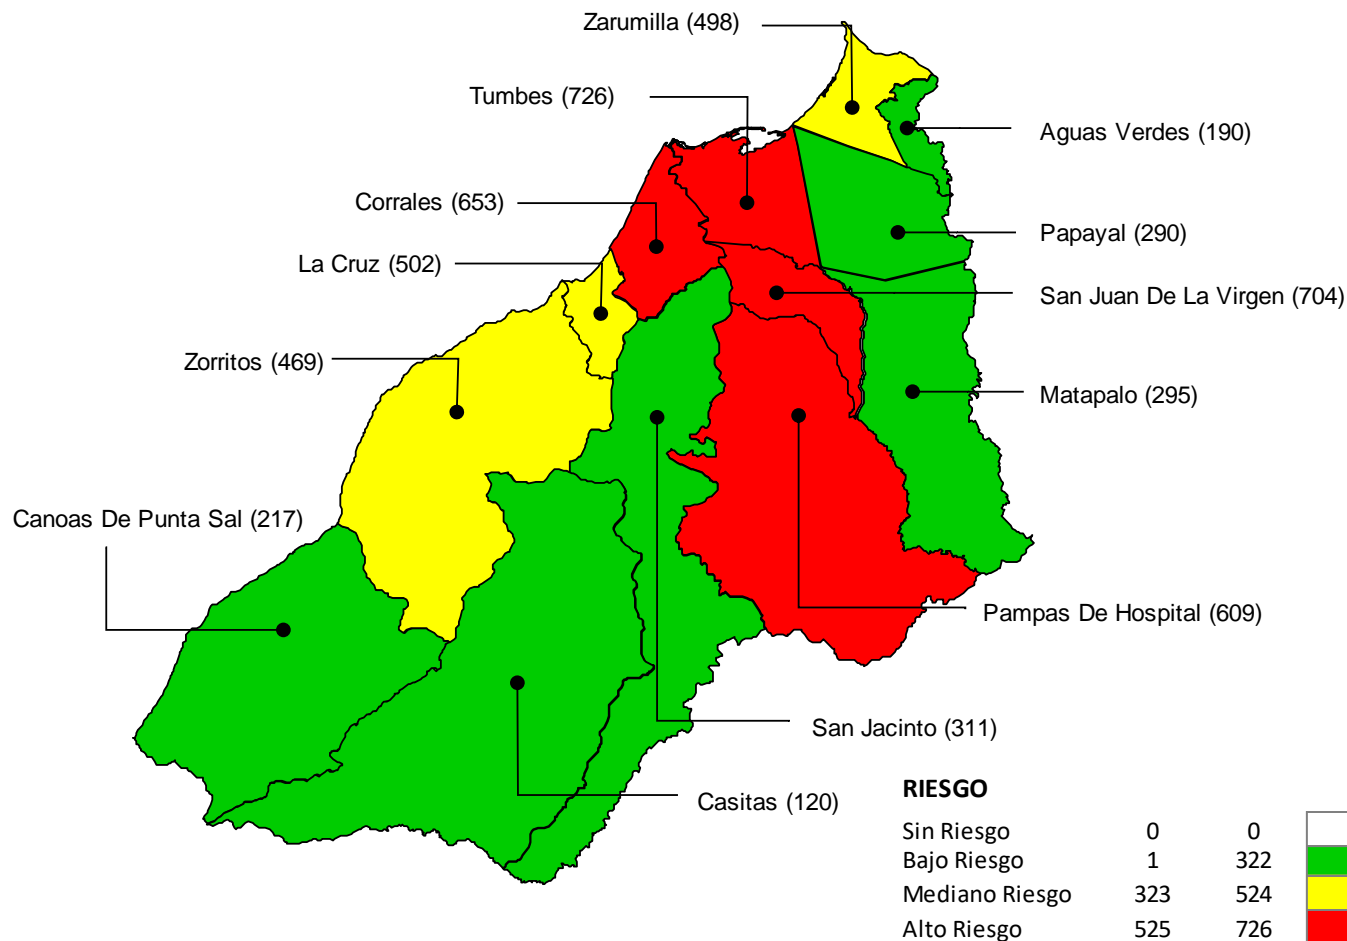 Zarumilla (498)
Tumbes (726)
Aguas Verdes (190)
Corrales (653)
Papayal (290)
La Cruz (502)
San Juan De La Virgen (704)
Zorritos (469)
Matapalo (295)
Canoas De Punta Sal (217)
Pampas De Hospital (609)
San Jacinto (311)
Casitas (120)
RIESGO
Sin Riesgo 0 0
Bajo Riesgo 1 322
Mediano Riesgo 323 524
Alto Riesgo 525 726